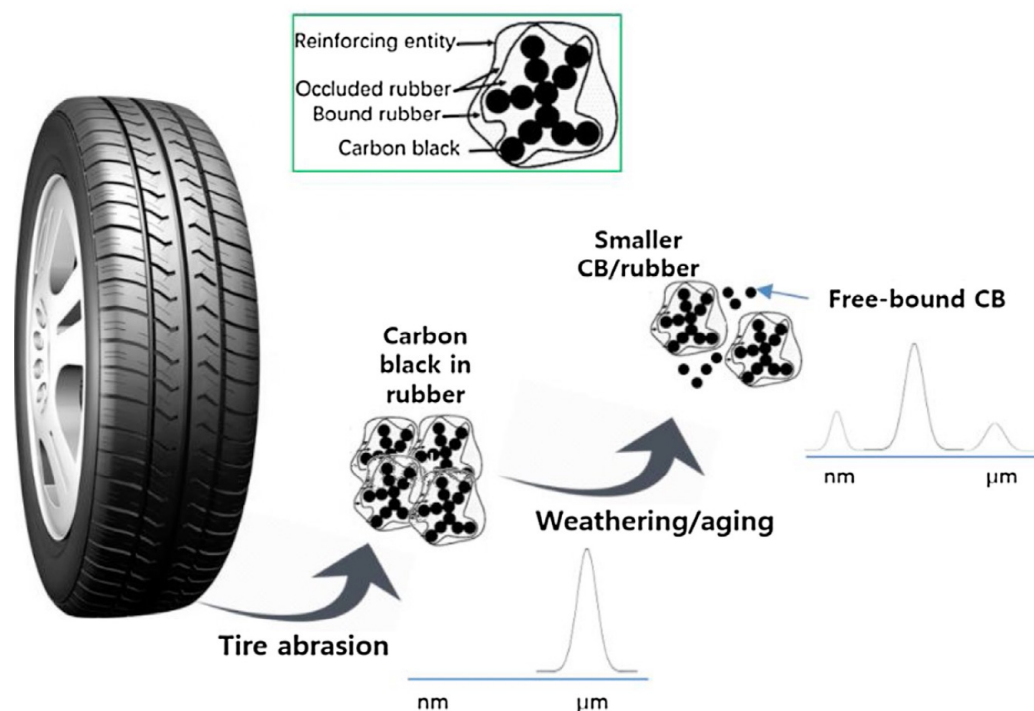 Reinforcing entity
Occluded rubber
Bound rubber
Carbon black
Smaller
CB/rubber
Free-bound CB
Carbon
black in
rubber
nm
μm
Weathering/aging
Tire abrasion
nm
μm